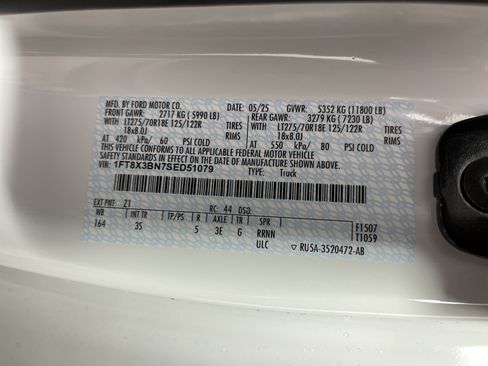 MFD. BY FORD MOTOR CO. DATE: 05/25 GVWR: 5352 KG (11800 LB)
FRONT GAWR: 2717 KG (5990 LB) REAR GAWR: 3279 KG (7230 LB)
WITH LT275/70R18E 125/122R TIRES WITH LT275/70R18E 125/122R TIRES
18x8.0J RIMS 18x8.0J RIMS
AT 420 kPa/ 60 PSI COLD AT 550 kPa/ 80 PSI COLD
THIS VEHICLE CONFORMS TO ALL APPLICABLE FEDERAL MOTOR VEHICLE
SAFETY STANDARDS IN EFFECT ON THE DATE OF MANUFACTURE SHOWN ABOVE.
VIN: 1FT8X3BN7SED51079 TYPE: Truck
EXT PNT: Z1 RC: 44 DSO:
WB INT TR TP/PS R AXLE TR SPR F1507
164 3S 5 3E G RRNN T1059
ULC RU5A-3520472-AB